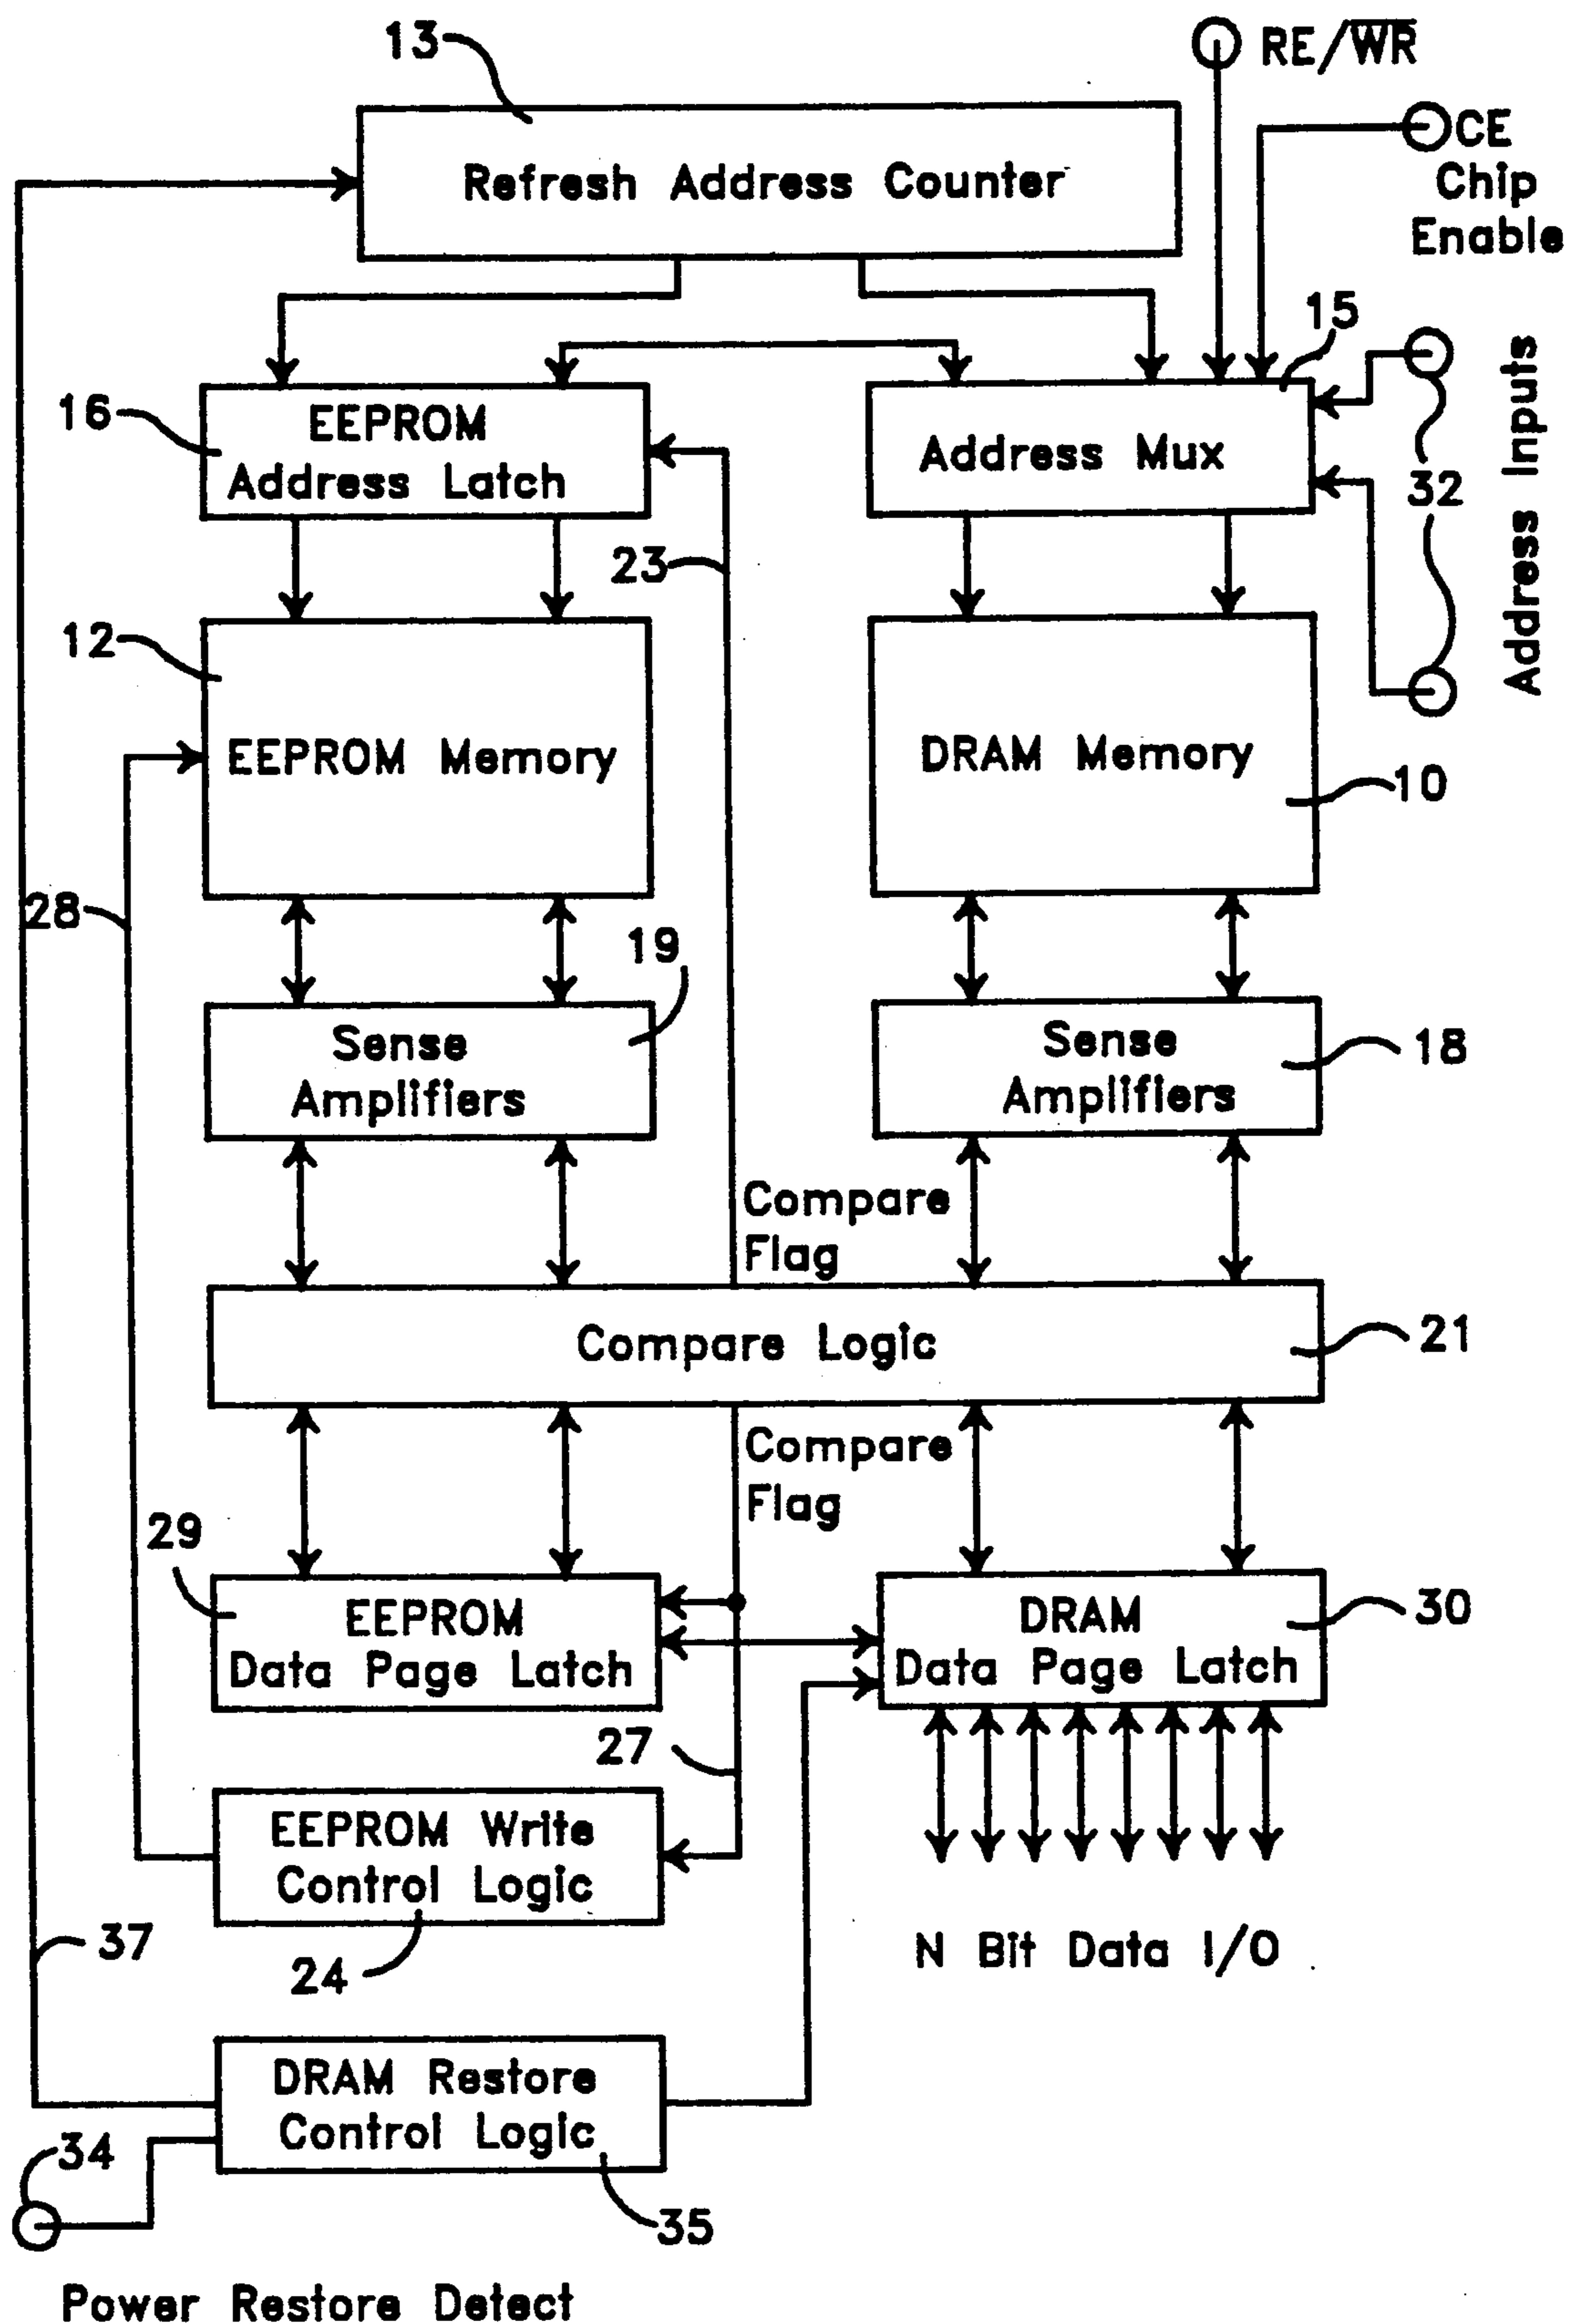 13
RE/W̅R̅
Refresh Address Counter
CE
Chip
Enable
15
16
EEPROM
Address Latch
Address Mux
32
Address Inputs
23
12
EEPROM Memory
DRAM Memory
10
28
19
Sense
Amplifiers
Sense
Amplifiers
18
Compare
Flag
Compare Logic
21
Compare
Flag
29
EEPROM
Data Page Latch
DRAM
Data Page Latch
30
27
EEPROM Write
Control Logic
24
N Bit Data I/O
37
DRAM Restore
Control Logic
34
35
Power Restore Detect